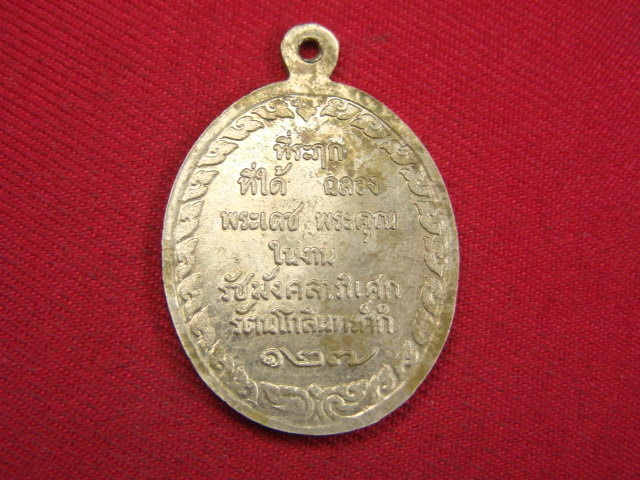 ที่ระฦก
ที่ได้ ฉลอง
พระเดช พระคุณ
ในงาน
รัชมังคลาภิเศก
รัตนโกสินทรศก
๑๒๗